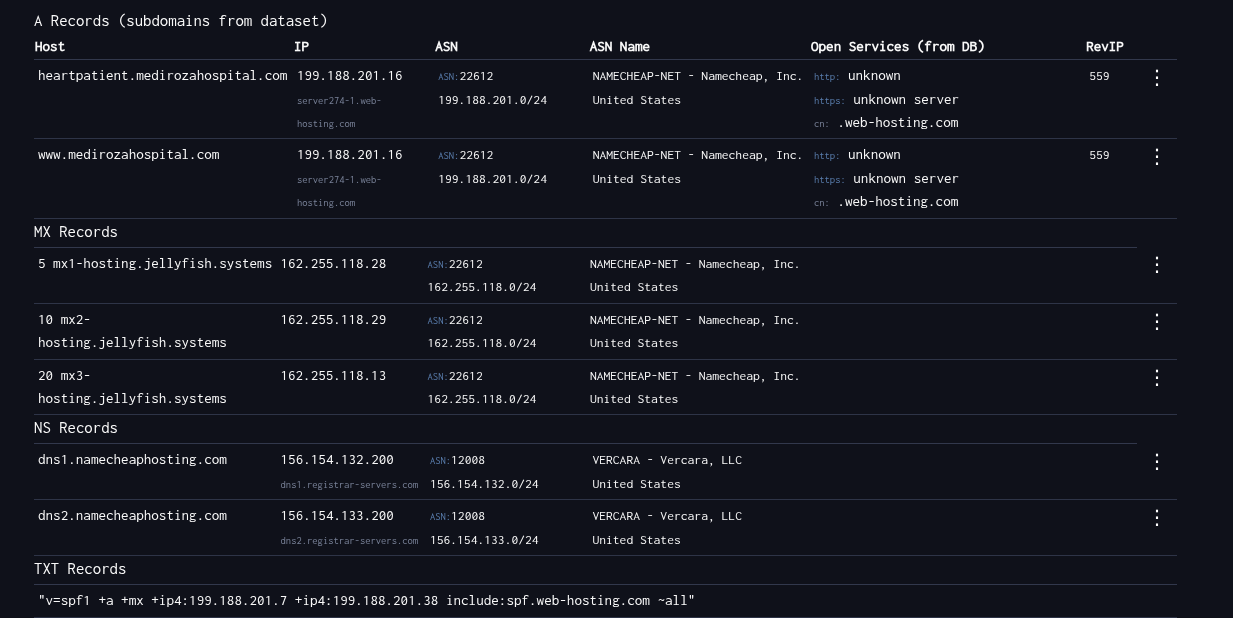 A Records (subdomains from dataset)
Host IP ASN ASN Name Open Services (from DB) RevIP
heartpatient.medirozahospital.com 199.188.201.16 ASN:22612 NAMECHEAP-NET - Namecheap, Inc. http: unknown 559
server274-1.web- 199.188.201.0/24 United States https: unknown server
hosting.com cn: .web-hosting.com
www.medirozahospital.com 199.188.201.16 ASN:22612 NAMECHEAP-NET - Namecheap, Inc. http: unknown 559
server274-1.web- 199.188.201.0/24 United States https: unknown server
hosting.com cn: .web-hosting.com
MX Records
5 mx1-hosting.jellyfish.systems 162.255.118.28 ASN:22612 NAMECHEAP-NET - Namecheap, Inc.
162.255.118.0/24 United States
10 mx2- 162.255.118.29 ASN:22612 NAMECHEAP-NET - Namecheap, Inc.
hosting.jellyfish.systems 162.255.118.0/24 United States
20 mx3- 162.255.118.13 ASN:22612 NAMECHEAP-NET - Namecheap, Inc.
hosting.jellyfish.systems 162.255.118.0/24 United States
NS Records
dns1.namecheaphosting.com 156.154.132.200 ASN:12008 VERCARA - Vercara, LLC
dns1.registrar-servers.com 156.154.132.0/24 United States
dns2.namecheaphosting.com 156.154.133.200 ASN:12008 VERCARA - Vercara, LLC
dns2.registrar-servers.com 156.154.133.0/24 United States
TXT Records
"v=spf1 +a +mx +ip4:199.188.201.7 +ip4:199.188.201.38 include:spf.web-hosting.com ~all"